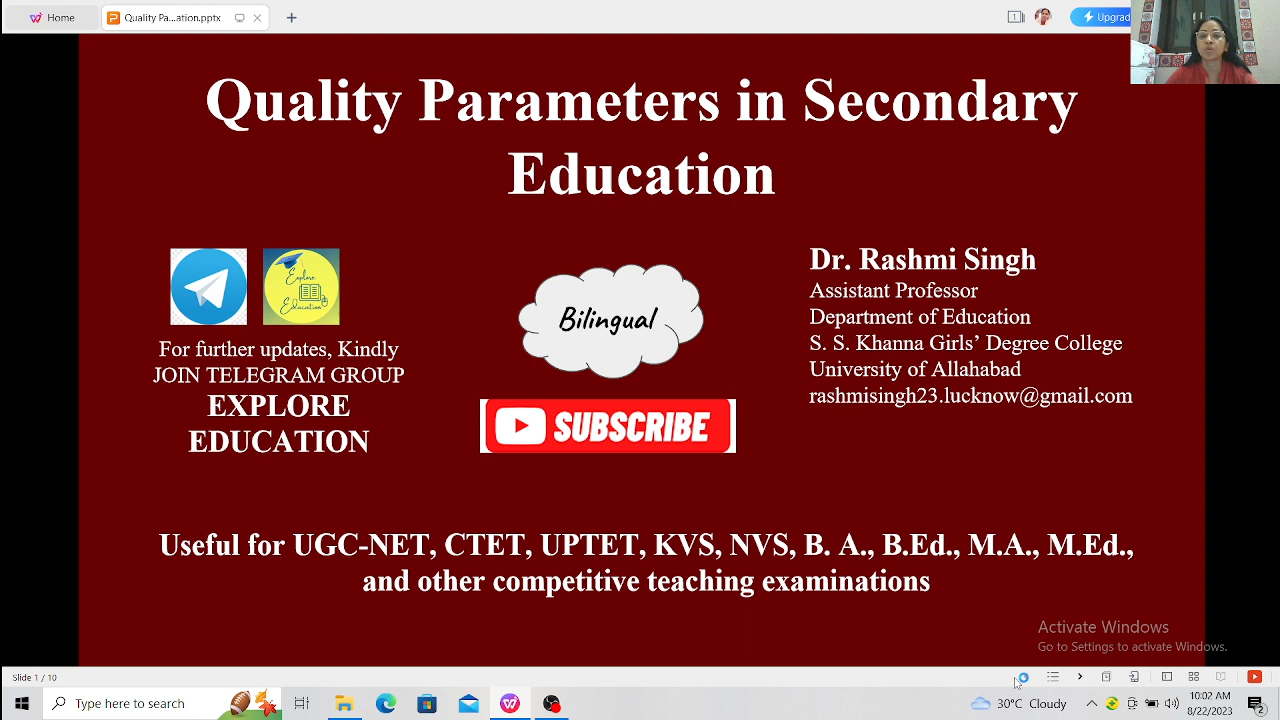 Home
Quality Pa...ation.pptx
1
Upgrad
Quality Parameters in Secondary
Education
Explore
Education
For further updates, Kindly
JOIN TELEGRAM GROUP
EXPLORE
EDUCATION
Bilingual
SUBSCRIBE
Dr. Rashmi Singh
Assistant Professor
Department of Education
S. S. Khanna Girls’ Degree College
University of Allahabad
rashmisingh23.lucknow@gmail.com
Useful for UGC-NET, CTET, UPTET, KVS, NVS, B. A., B.Ed., M.A., M.Ed.,
and other competitive teaching examinations
Activate Windows
Go to Settings to activate Windows.
Slide 1 / 10
Type here to search
30°C Cloudy
10:02 AM
8/22/2023
2